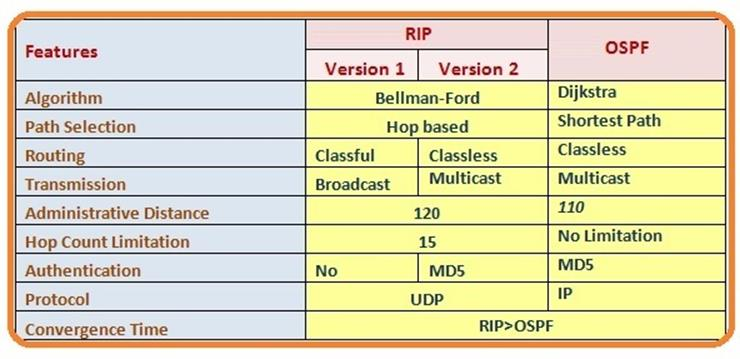 Features RIP OSPF
Version 1 Version 2
Algorithm Bellman-Ford Dijkstra
Path Selection Hop based Shortest Path
Routing Classful Classless Classless
Transmission Broadcast Multicast Multicast
Administrative Distance 120 110
Hop Count Limitation 15 No Limitation
Authentication No MD5 MD5
Protocol UDP IP
Convergence Time RIP>OSPF